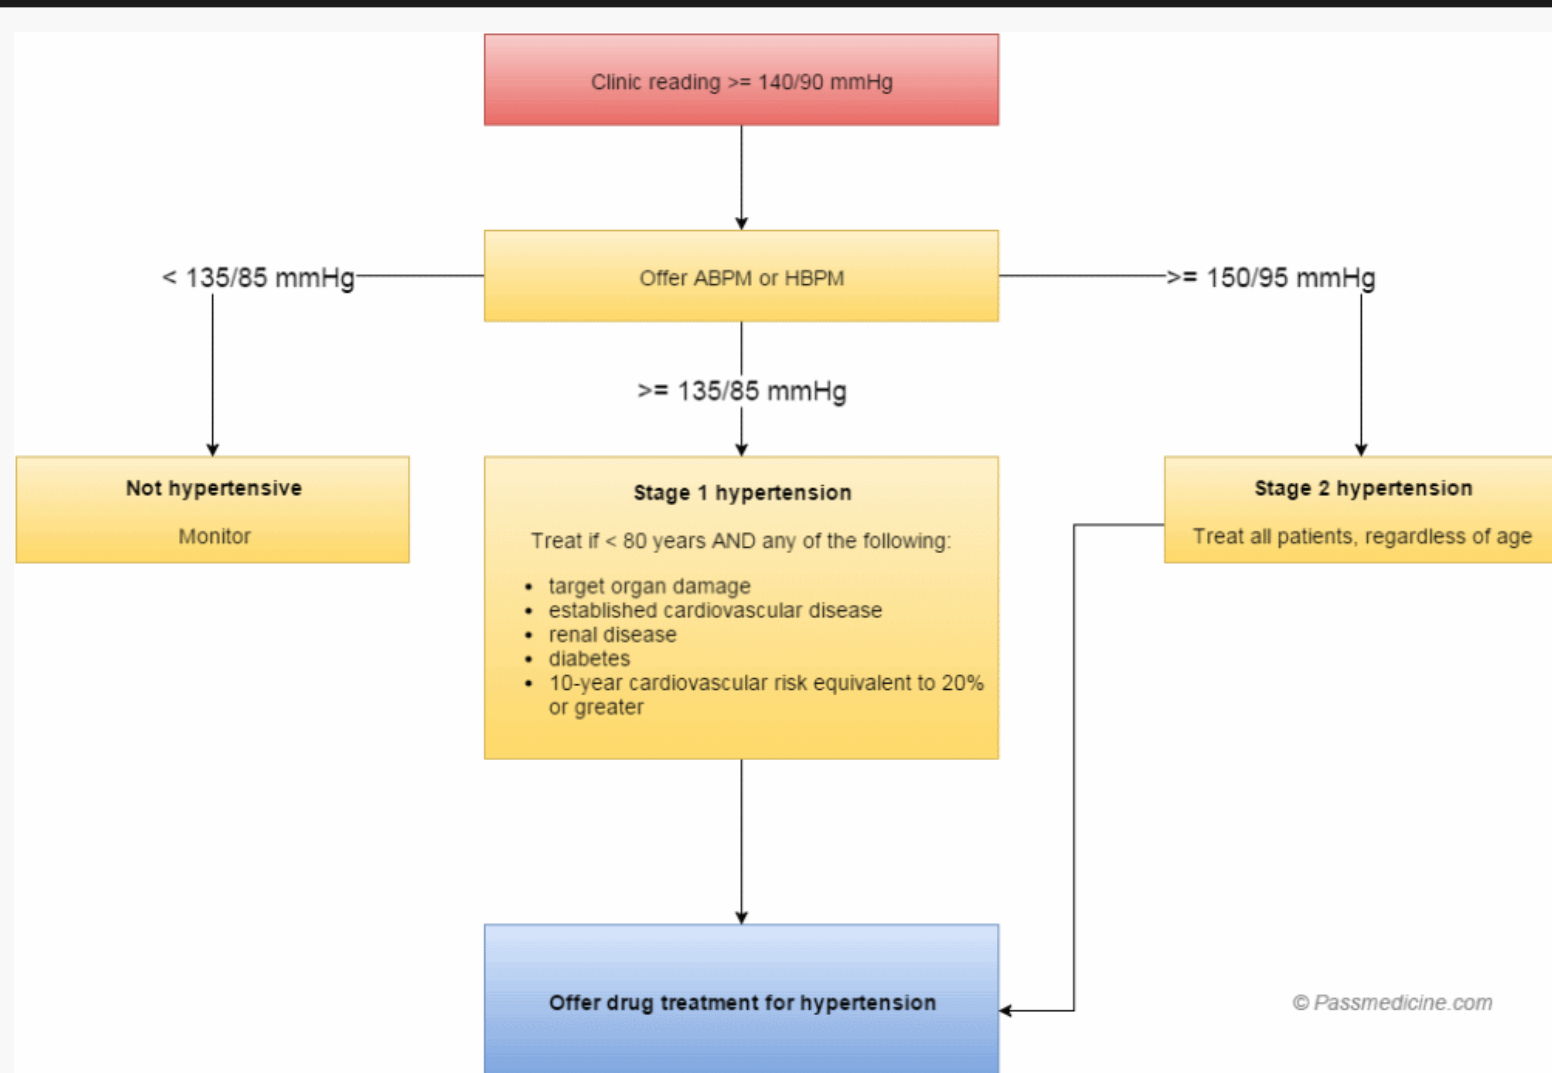 Clinic reading >= 140/90 mmHg
Offer ABPM or HBPM
< 135/85 mmHg
>= 150/95 mmHg
>= 135/85 mmHg
Not hypertensive
Monitor
Stage 1 hypertension
Treat if < 80 years AND any of the following:
• target organ damage
• established cardiovascular disease
• renal disease
• diabetes
• 10-year cardiovascular risk equivalent to 20%
or greater
Stage 2 hypertension
Treat all patients, regardless of age
Offer drug treatment for hypertension
© Passmedicine.com